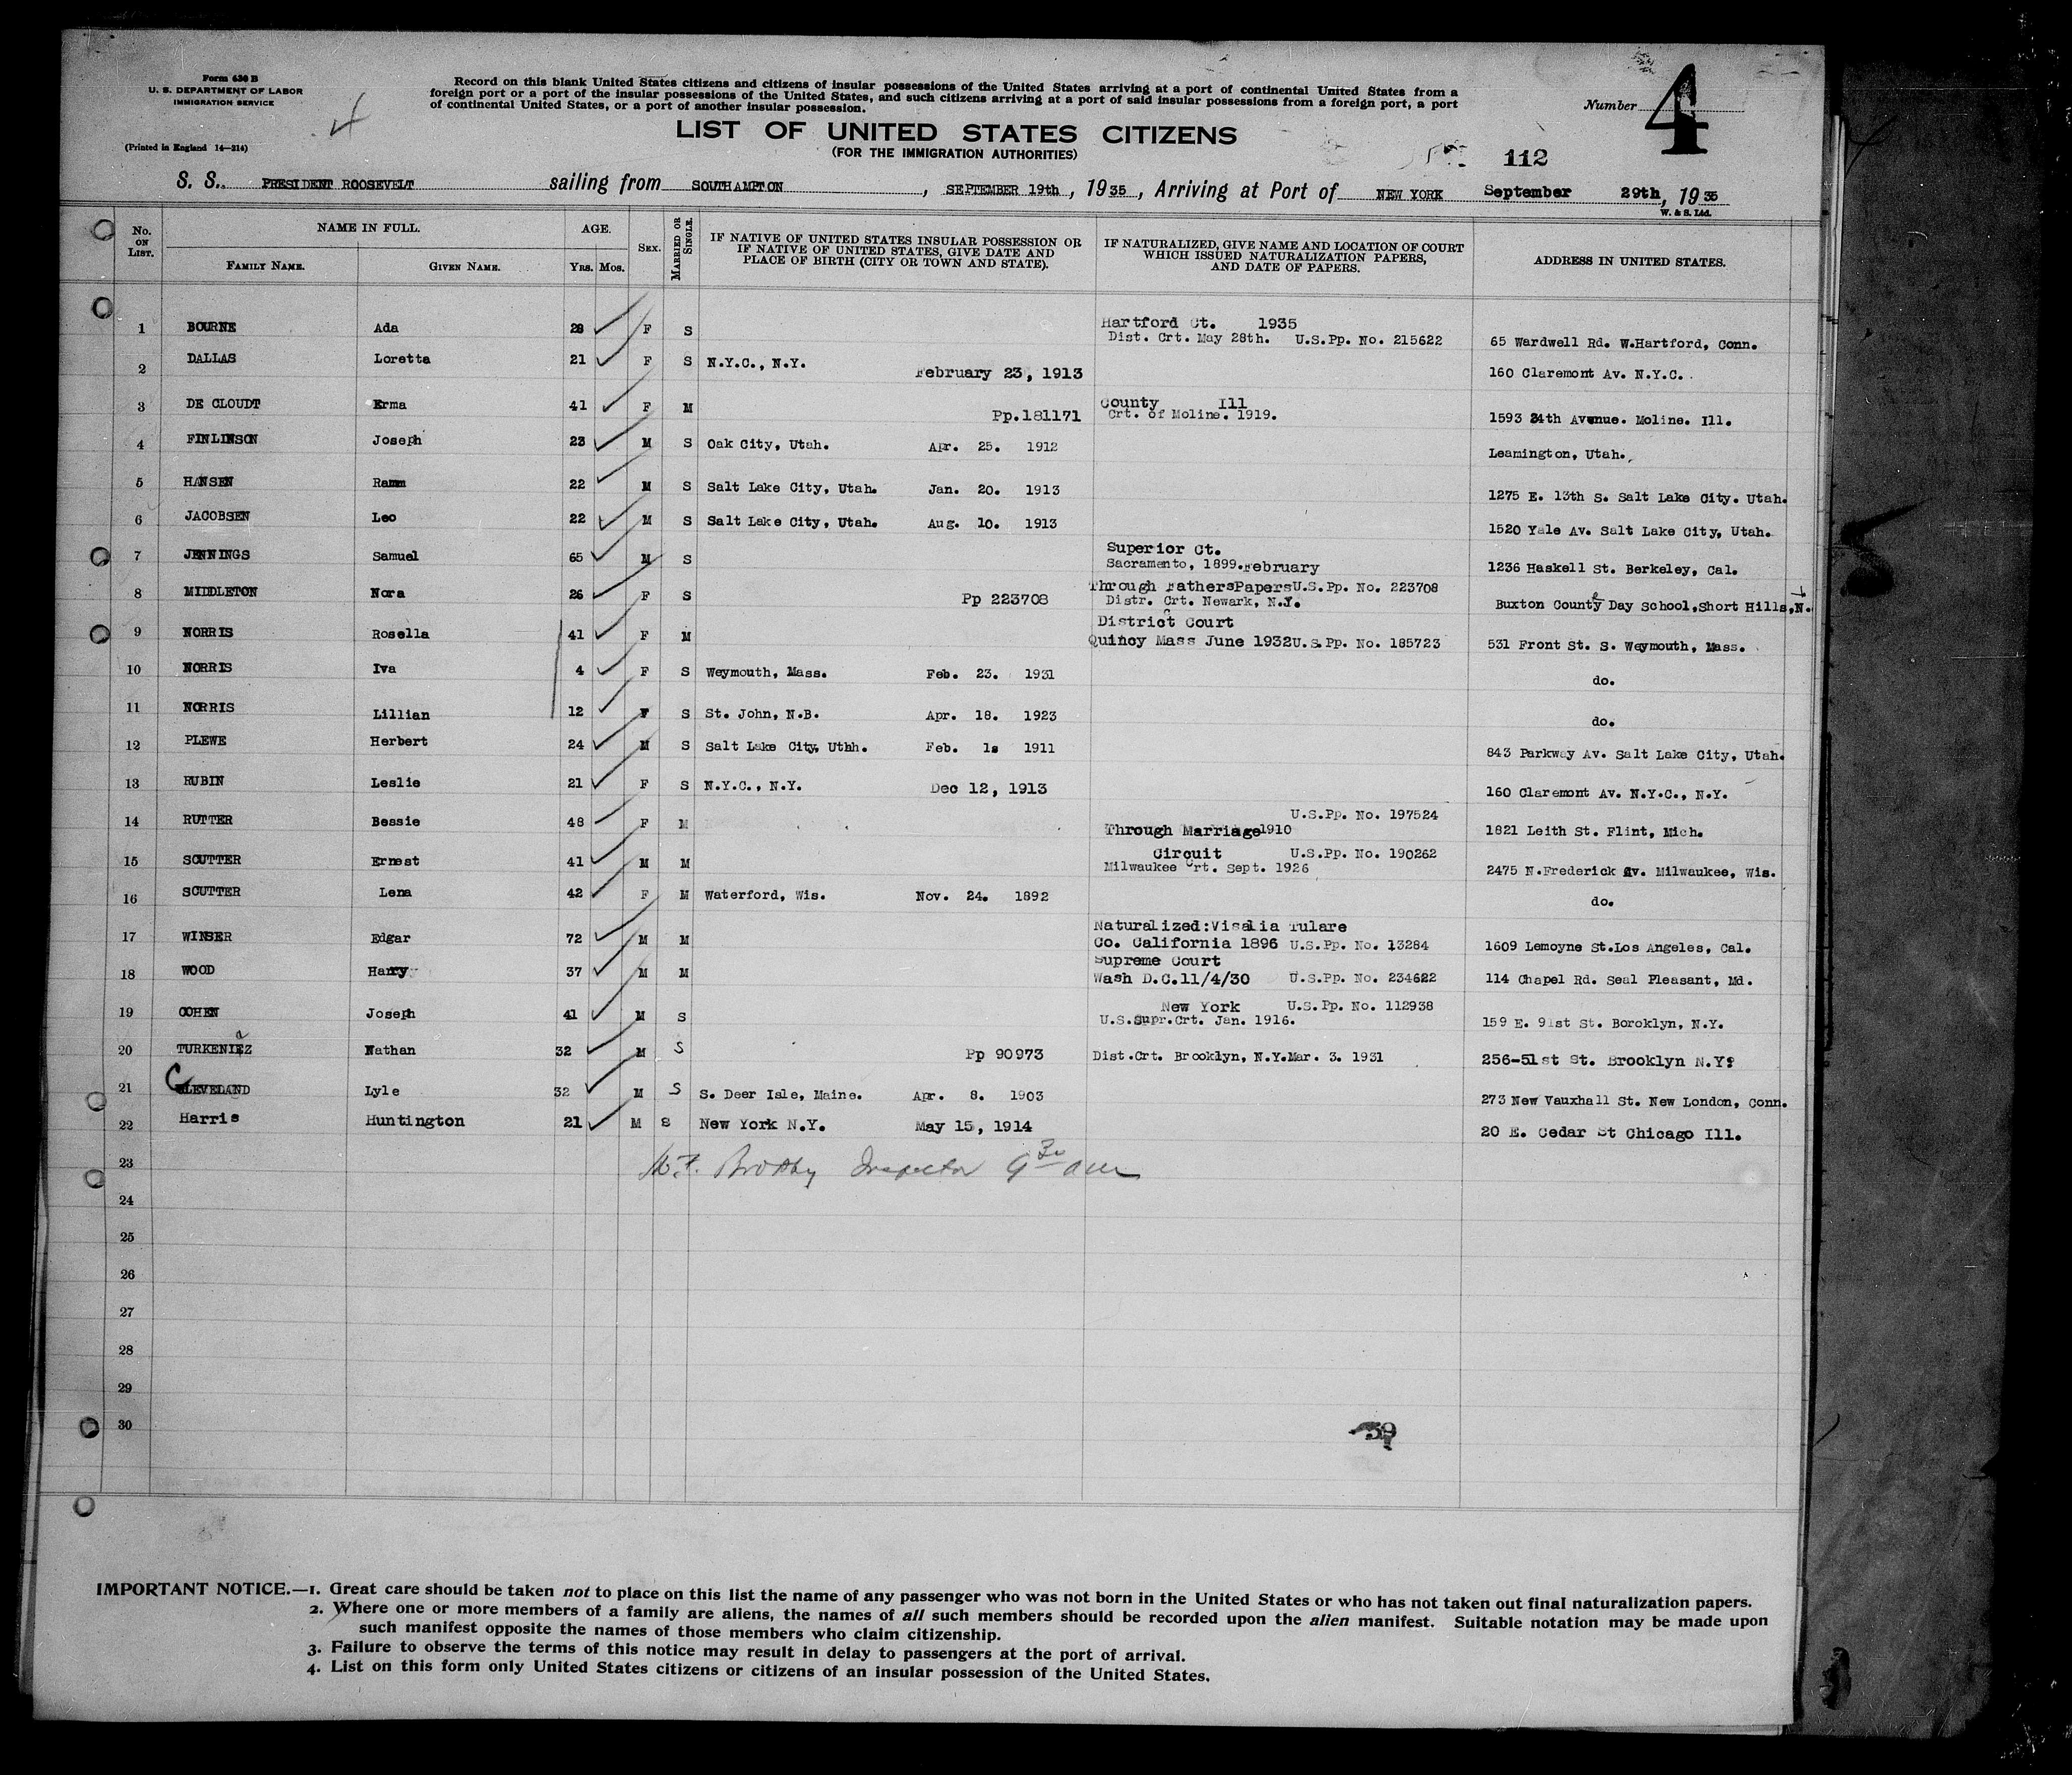 Form 630 B
U. S. DEPARTMENT OF LABOR
IMMIGRATION SERVICE
(Printed in England 14—314)
4
Record on this blank United States citizens and citizens of insular possessions of the United States arriving at a port of continental United States from a
foreign port or a port of the insular possessions of the United States, and such citizens arriving at a port of said insular possessions from a foreign port, a port
of continental United States, or a port of another insular possession.
Number 4
LIST OF UNITED STATES CITIZENS
(FOR THE IMMIGRATION AUTHORITIES)
112
S. S. PRESIDENT ROOSEVELT sailing from SOUTHAMPTON, SEPTEMBER 19th, 1935, Arriving at Port of NEW YORK September 29th, 1935
W. & S. Ltd.
No. ON LIST. NAME IN FULL. FAMILY NAME. GIVEN NAME. AGE. YRS. MOS. SEX. MARRIED OR SINGLE. IF NATIVE OF UNITED STATES INSULAR POSSESSION OR IF NATIVE OF UNITED STATES, GIVE DATE AND PLACE OF BIRTH (CITY OR TOWN AND STATE). IF NATURALIZED, GIVE NAME AND LOCATION OF COURT WHICH ISSUED NATURALIZATION PAPERS, AND DATE OF PAPERS. ADDRESS IN UNITED STATES.
1 BOURNE Ada 28 F S Hartford Ct. 1935 Dist. Crt. May 28th. U.S.Pp. No. 215622 65 Wardwell Rd. W.Hartford, Conn.
2 DALLAS Loretta 21 F S N.Y.C., N.Y. February 23, 1913 160 Claremont Av. N.Y.C.
3 DE CLOUDT Erma 41 F M Pp.181171 County Ill Crt. of Moline. 1919. 1593 24th Avenue. Moline. Ill.
4 FINLINSON Joseph 23 M S Oak City, Utah. Apr. 25. 1912 Leamington, Utah.
5 HANSEN Ramm 22 M S Salt Lake City, Utah. Jan. 20. 1913 1275 E. 13th S. Salt Lake City. Utah.
6 JACOBSEN Leo 22 M S Salt Lake City, Utah. Aug. 10. 1913 1520 Yale Av. Salt Lake City, Utah.
7 JENNINGS Samuel 65 M S Superior Ct. Sacramento, 1899.February 1236 Haskell St. Berkeley, Cal.
8 MIDDLETON Nora 26 F S Pp 223708 Through FathersPapersU.S.Pp. No. 223708 Distr. Crt. Newark, N.J. Buxton County Day School,Short Hills,N.J
9 NORRIS Rosella 41 F M District Court Quincy Mass June 1932U.S.Pp. No. 185723 531 Front St. S. Weymouth, Mass.
10 NORRIS Iva 4 F S Weymouth, Mass. Feb. 23. 1931 do.
11 NORRIS Lillian 12 F S St. John, N.B. Apr. 18. 1923 do.
12 PLEWE Herbert 24 M S Salt Lake City, Utah. Feb. 1s 1911 843 Parkway Av. Salt Lake City, Utah.
13 RUBIN Leslie 21 F S N.Y.C., N.Y. Dec 12, 1913 160 Claremont Av. N.Y.C., N.Y.
14 RUTTER Bessie 48 F M U.S.Pp. No. 197524 Through Marriage1910 1821 Leith St. Flint, Mich.
15 SCUTTER Ernest 41 M M Circuit U.S.Pp. No. 190262 Milwaukee Crt. Sept. 1926 2475 N.Frederick Av. Milwaukee, Wis.
16 SCUTTER Lena 42 F M Waterford, Wis. Nov. 24. 1892 do.
17 WINSER Edgar 72 M M Naturalized:Visalia Tulare Co. California 1896 U.S.Pp. No. 13284 1609 Lemoyne St.Los Angeles, Cal.
18 WOOD Harry 37 M M Supreme Court Wash D.C.11/4/30 U.S.Pp. No. 234622 114 Chapel Rd. Seal Pleasant, Md.
19 COHEN Joseph 41 M S New York U.S.Pp. No. 112938 U.S.Supr.Crt. Jan. 1916. 159 E. 91st St. Boroklyn, N.Y.
20 TURKENIEZ Nathan 32 M S Pp 90973 Dist.Crt. Brooklyn, N.Y.Mar. 3. 1931 256-51st St. Brooklyn N.Y.
21 CLEVELAND Lyle 32 M S S. Deer Isle, Maine. Apr. 8. 1903 273 New Vauxhall St. New London, Conn.
22 Harris Huntington 21 M S New York N.Y. May 15, 1914 20 E. Cedar St Chicago Ill.
23 Inspector
24
25
26
27
28
29
30
IMPORTANT NOTICE.—1. Great care should be taken not to place on this list the name of any passenger who was not born in the United States or who has not taken out final naturalization papers.
2. Where one or more members of a family are aliens, the names of all such members should be recorded upon the alien manifest. Suitable notation may be made upon
such manifest opposite the names of those members who claim citizenship.
3. Failure to observe the terms of this notice may result in delay to passengers at the port of arrival.
4. List on this form only United States citizens or citizens of an insular possession of the United States.